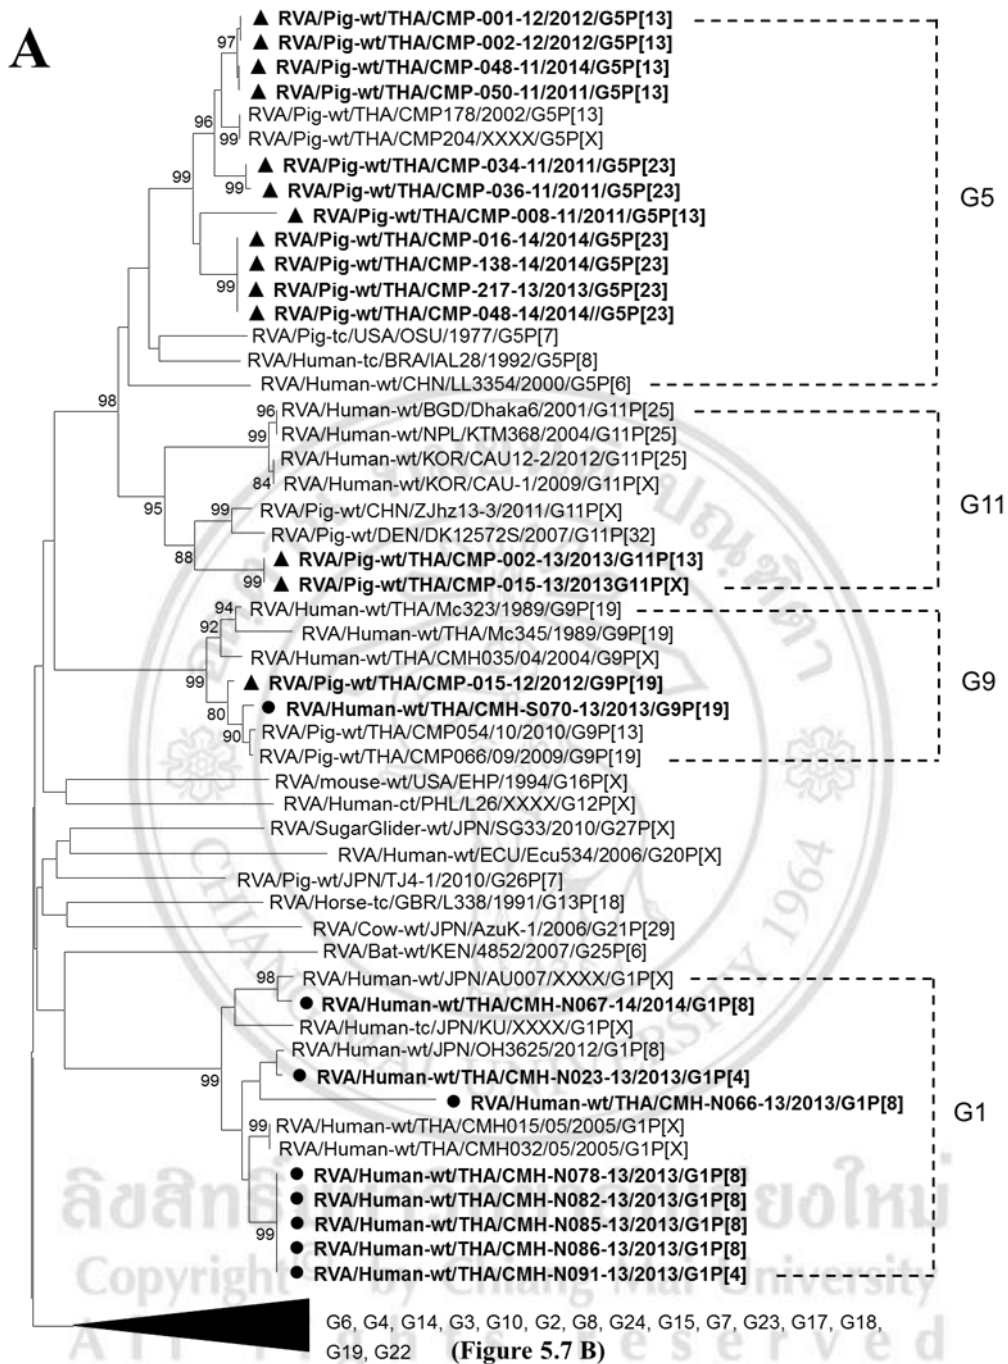 A
RVA/Pig-wt/THA/CMP-001-12/2012/G5P[13]
97
RVA/Pig-wt/THA/CMP-002-12/2012/G5P[13]
RVA/Pig-wt/THA/CMP-048-11/2014/G5P[13]
RVA/Pig-wt/THA/CMP-050-11/2011/G5P[13]
96
RVA/Pig-wt/THA/CMP178/2002/G5P[13]
99
RVA/Pig-wt/THA/CMP204/XXXX/G5P[X]
99
RVA/Pig-wt/THA/CMP-034-11/2011/G5P[23]
99
RVA/Pig-wt/THA/CMP-036-11/2011/G5P[23]
G5
RVA/Pig-wt/THA/CMP-008-11/2011/G5P[13]
RVA/Pig-wt/THA/CMP-016-14/2014/G5P[23]
RVA/Pig-wt/THA/CMP-138-14/2014/G5P[23]
99
RVA/Pig-wt/THA/CMP-217-13/2013/G5P[23]
RVA/Pig-wt/THA/CMP-048-14/2014//G5P[23]
RVA/Pig-tc/USA/OSU/1977/G5P[7]
RVA/Human-tc/BRA/IAL28/1992/G5P[8]
RVA/Human-wt/CHN/LL3354/2000/G5P[6]
98
96
RVA/Human-wt/BGD/Dhaka6/2001/G11P[25]
99
RVA/Human-wt/NPL/KTM368/2004/G11P[25]
RVA/Human-wt/KOR/CAU12-2/2012/G11P[25]
84
RVA/Human-wt/KOR/CAU-1/2009/G11P[X]
95
99
RVA/Pig-wt/CHN/ZJhz13-3/2011/G11P[X]
G11
RVA/Pig-wt/DEN/DK12572S/2007/G11P[32]
88
RVA/Pig-wt/THA/CMP-002-13/2013/G11P[13]
99
RVA/Pig-wt/THA/CMP-015-13/2013G11P[X]
94
RVA/Human-wt/THA/Mc323/1989/G9P[19]
92
RVA/Human-wt/THA/Mc345/1989/G9P[19]
RVA/Human-wt/THA/CMH035/04/2004/G9P[X]
99
RVA/Pig-wt/THA/CMP-015-12/2012/G9P[19]
G9
80
RVA/Human-wt/THA/CMH-S070-13/2013/G9P[19]
90
RVA/Pig-wt/THA/CMP054/10/2010/G9P[13]
RVA/Pig-wt/THA/CMP066/09/2009/G9P[19]
RVA/mouse-wt/USA/EHP/1994/G16P[X]
RVA/Human-ct/PHL/L26/XXXX/G12P[X]
RVA/SugarGlider-wt/JPN/SG33/2010/G27P[X]
RVA/Human-wt/ECU/Ecu534/2006/G20P[X]
RVA/Pig-wt/JPN/TJ4-1/2010/G26P[7]
RVA/Horse-tc/GBR/L338/1991/G13P[18]
RVA/Cow-wt/JPN/AzuK-1/2006/G21P[29]
RVA/Bat-wt/KEN/4852/2007/G25P[6]
98
RVA/Human-wt/JPN/AU007/XXXX/G1P[X]
RVA/Human-wt/THA/CMH-N067-14/2014/G1P[8]
RVA/Human-tc/JPN/KU/XXXX/G1P[X]
RVA/Human-wt/JPN/OH3625/2012/G1P[8]
99
RVA/Human-wt/THA/CMH-N023-13/2013/G1P[4]
RVA/Human-wt/THA/CMH-N066-13/2013/G1P[8]
G1
99
RVA/Human-wt/THA/CMH015/05/2005/G1P[X]
RVA/Human-wt/THA/CMH032/05/2005/G1P[X]
RVA/Human-wt/THA/CMH-N078-13/2013/G1P[8]
RVA/Human-wt/THA/CMH-N082-13/2013/G1P[8]
99
RVA/Human-wt/THA/CMH-N085-13/2013/G1P[8]
RVA/Human-wt/THA/CMH-N086-13/2013/G1P[8]
RVA/Human-wt/THA/CMH-N091-13/2013/G1P[4]
G6, G4, G14, G3, G10, G2, G8, G24, G15, G7, G23, G17, G18,
G19, G22 (Figure 5.7 B)
CHIANG MAI UNIVERSITY 1964
Copyright© by Chiang Mai University
All rights reserved